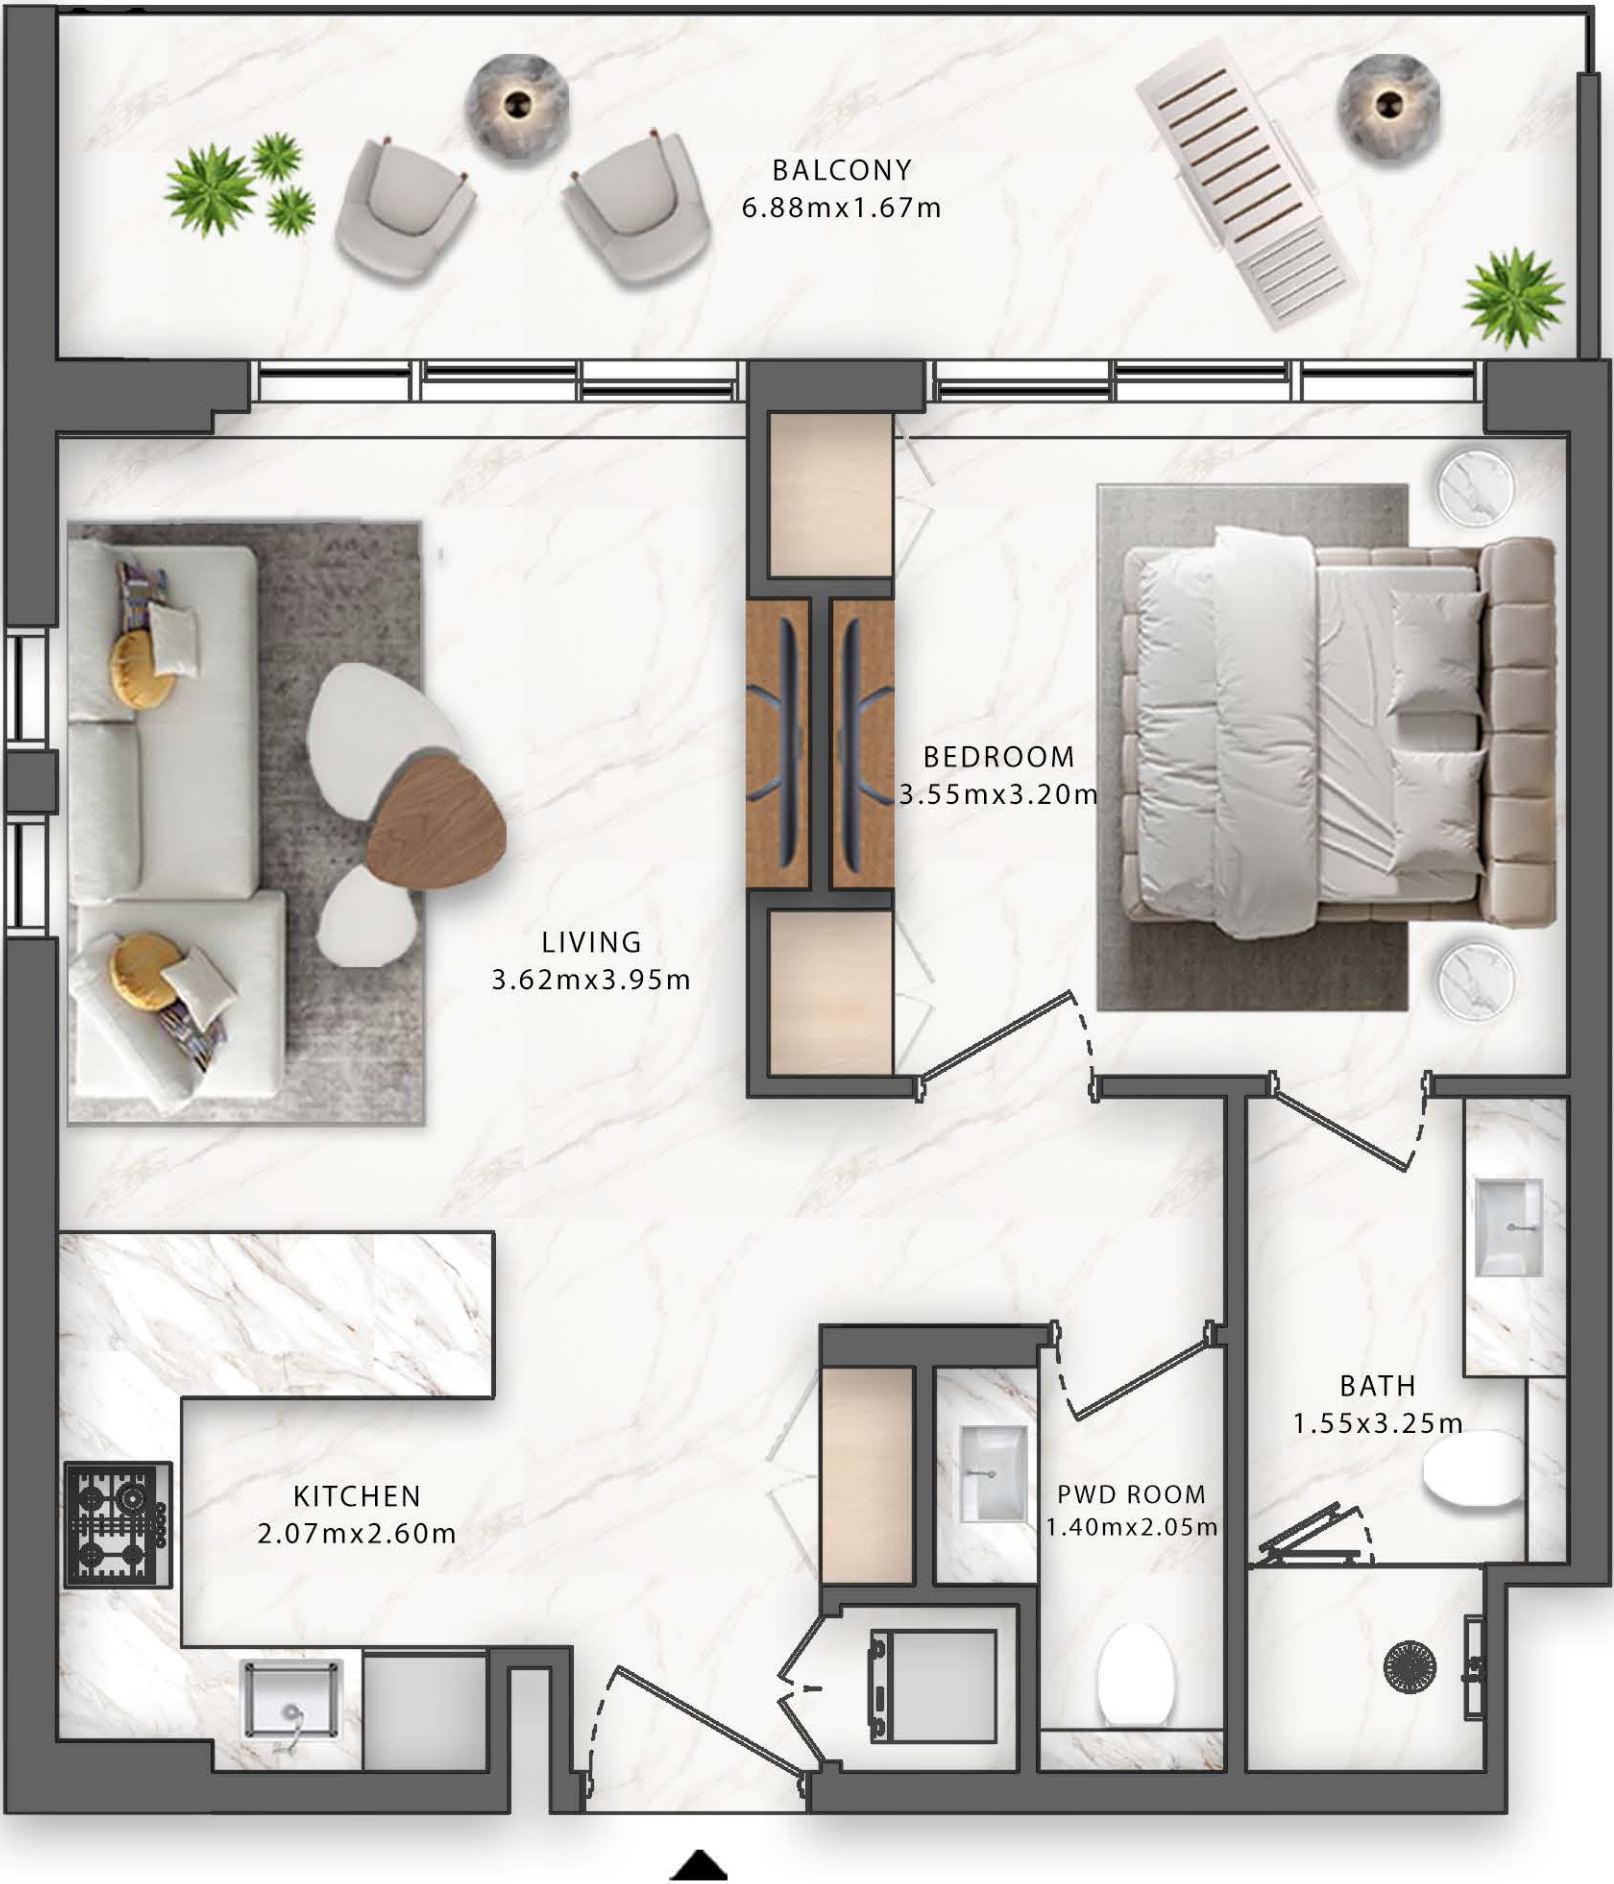 BALCONY
6.88mx1.67m
BEDROOM
3.55mx3.20m
LIVING
3.62mx3.95m
BATH
1.55x3.25m
KITCHEN
2.07mx2.60m
PWD ROOM
1.40mx2.05m